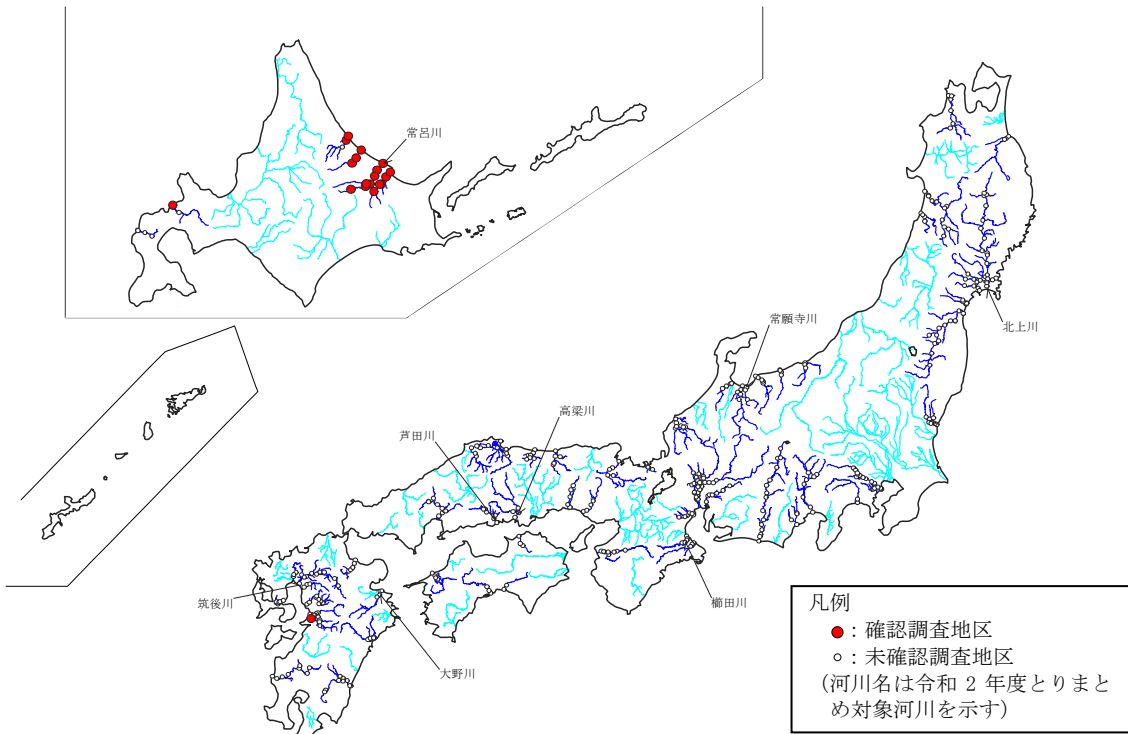 常呂川
北上川
常願寺川
高梁川
芦田川
筑後川
大野川
櫛田川
凡例
：確認調査地区
：未確認調査地区
(河川名は令和 2 年度とりまと
め対象河川を示す)